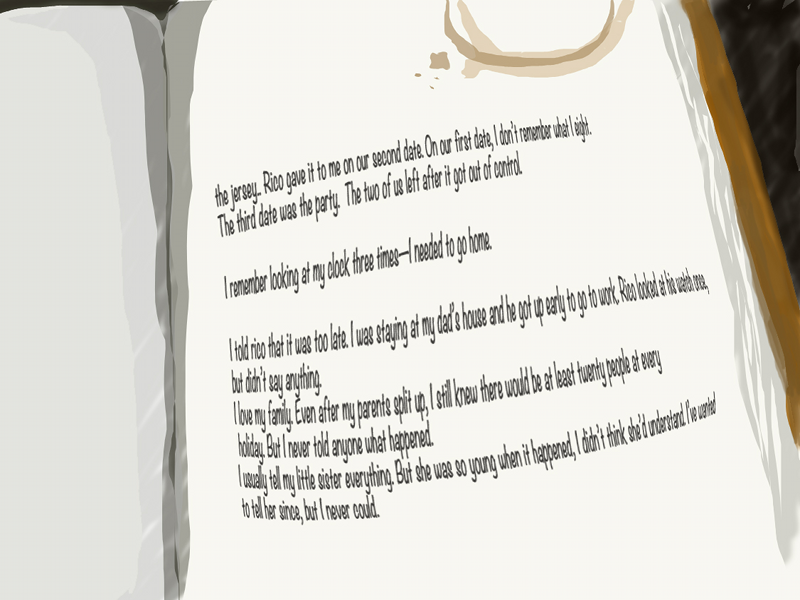 the jersey.. Rico gave it to me on our second date. On our first date, I don't remember what I eight.
The third date was the party. The two of us left after it got out of control.
I remember looking at my clock three times—I needed to go home.
I told rico that it was too late. I was staying at my dad's house and he got up early to go to work. Rico looked at his watch once,
but didn't say anything.
I love my family. Even after my parents split up, I still knew there would be at least twenty people at every
holiday. But I never told anyone what happened.
I usually tell my little sister everything. But she was so young when it happened, I didn't think she'd understand. I've wanted
to tell her since, but I never could.